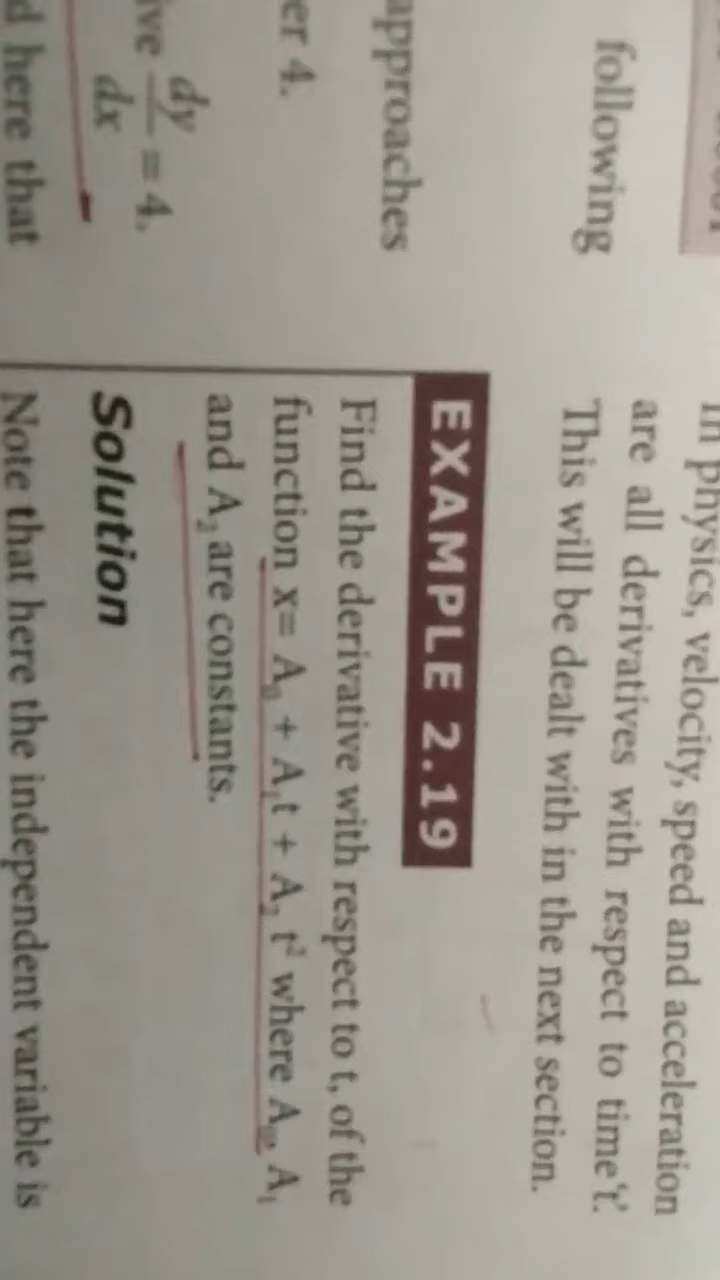 following
approaches
er 4.
ive dy/dx = 4.
d here that
In physics, velocity, speed and acceleration
are all derivatives with respect to time 't'.
This will be dealt with in the next section.
EXAMPLE 2.19
Find the derivative with respect to t, of the
function x= A₀ + A₁t + A₂ t² where A₀, A₁
and A₂ are constants.
Solution
Note that here the independent variable is